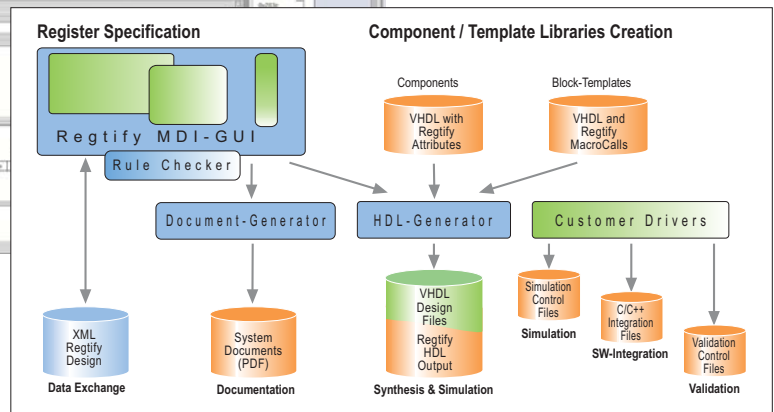 Register Specification
Component / Template Libraries Creation
Regtify MDI-GUI
Rule Checker
Components
VHDL with
Regtify
Attributes
Block-Templates
VHDL and
Regtify
MacroCalls
Document-Generator
HDL-Generator
Customer Drivers
XML
Regtify
Design
Data Exchange
System
Documents
(PDF)
Documentation
VHDL
Design
Files
Regtify
HDL
Output
Synthesis & Simulation
Simulation
Control
Files
Simulation
C/C++
Integration
Files
SW-Integration
Validation
Control
Files
Validation